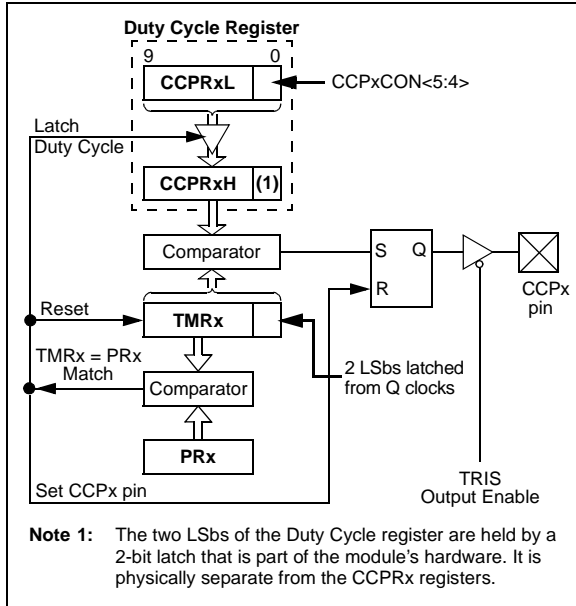 Duty Cycle Register
9 0
CCPRxL
CCPxCON<5:4>
Latch
Duty Cycle
CCPRxH (1)
Comparator
S Q
R
CCPx
pin
Reset
TMRx
TMRx = PRx
Match
2 LSbs latched
from Q clocks
Comparator
PRx
Set CCPx pin
TRIS
Output Enable
Note 1: The two LSbs of the Duty Cycle register are held by a
2-bit latch that is part of the module's hardware. It is
physically separate from the CCPRx registers.